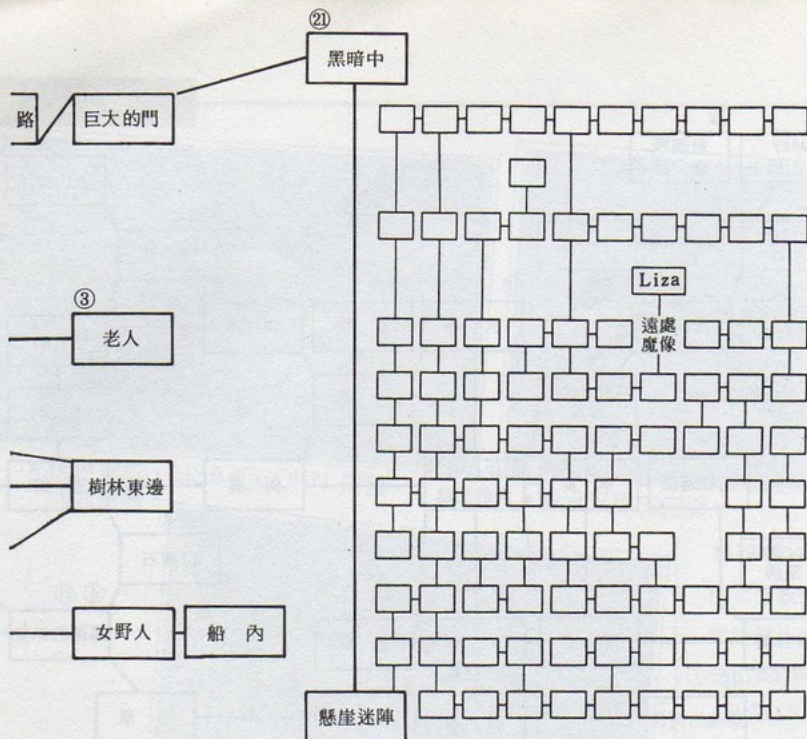 ㉑
黑暗中
路
巨大的門
Liza
遠處
魔像
③
老人
樹林東邊
女野人
船 內
懸崖迷陣